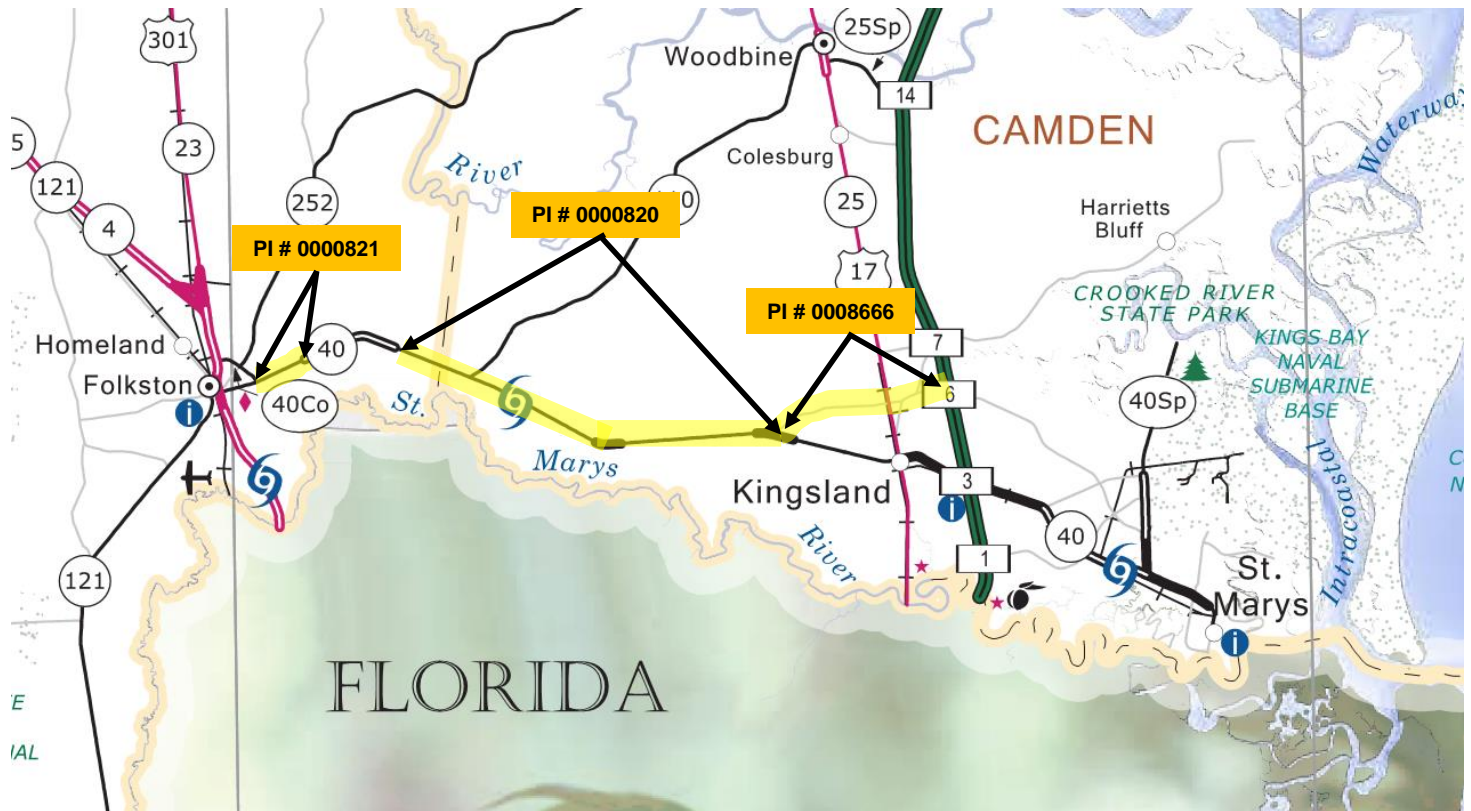 301
Woodbine
25Sp
14
CAMDEN
Waterway
5
23
Colesburg
121
River
4
252
25
Harrietts
Bluff
PI # 0000820
PI # 0000821
17
CROOKED RIVER
STATE PARK
PI # 0008666
7
KINGS BAY
NAVAL
SUBMARINE
BASE
Homeland
40
Folkston
6
40Co
St.
40Sp
i
Marys
Kingsland
3
i
Intracoastal
C
N
40
River
121
1
St.
Marys
i
FLORIDA
E
AL